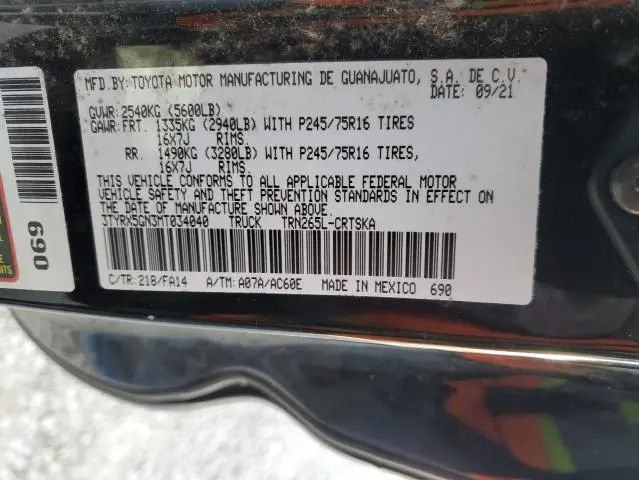 MFD.BY:TOYOTA MOTOR MANUFACTURING DE GUANAJUATO, S.A. DE C.V.
DATE: 09/21
GVWR:2540KG (5600LB)
GAWR:FRT. 1335KG (2940LB) WITH P245/75R16 TIRES
16X7J RIMS.
RR. 1490KG (3280LB) WITH P245/75R16 TIRES,
16X7J RIMS.
THIS VEHICLE CONFORMS TO ALL APPLICABLE FEDERAL MOTOR
VEHICLE SAFETY AND THEFT PREVENTION STANDARDS IN EFFECT ON
THE DATE OF MANUFACTURE SHOWN ABOVE.
3TYRX5GN3MT034040 TRUCK TRN265L-CRTSKA
C/TR:218/FA14 A/TM:A07A/AC60E MADE IN MEXICO 690
690